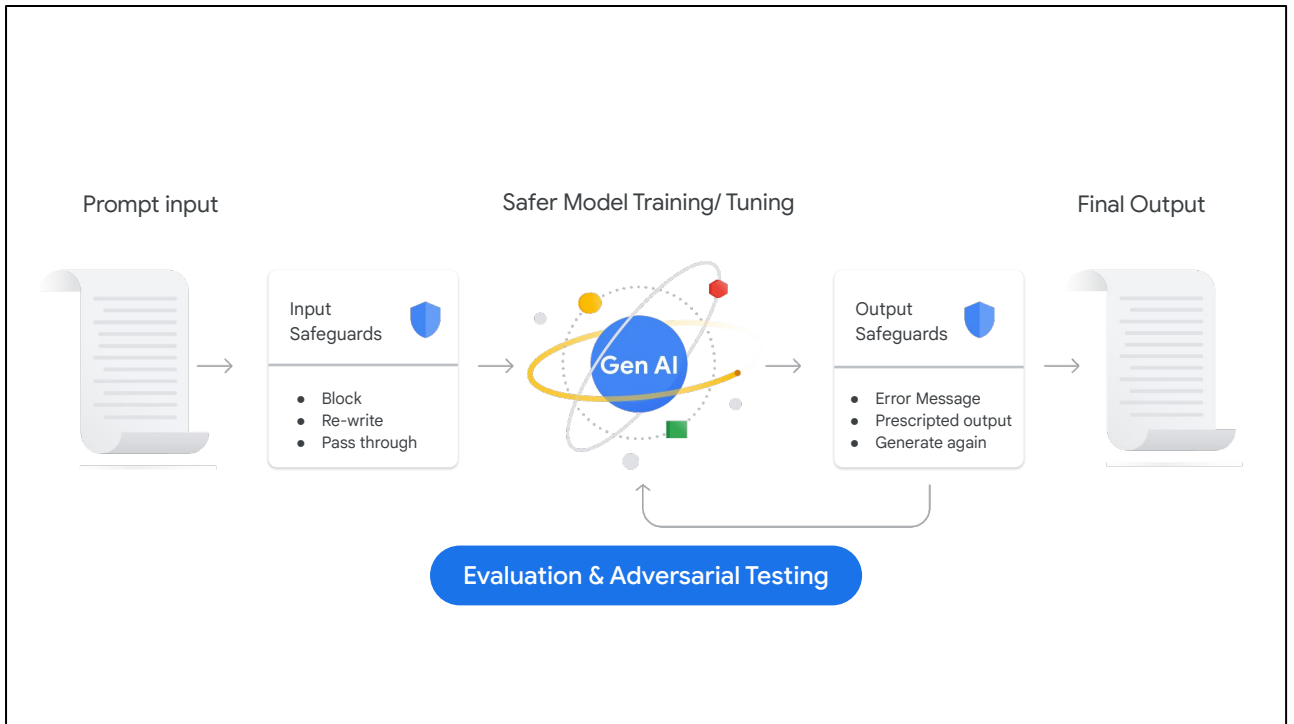 Prompt input
Safer Model Training/ Tuning
Final Output
Input
Safeguards
● Block
● Re-write
● Pass through
Gen AI
Output
Safeguards
● Error Message
● Prescripted output
● Generate again
Evaluation & Adversarial Testing